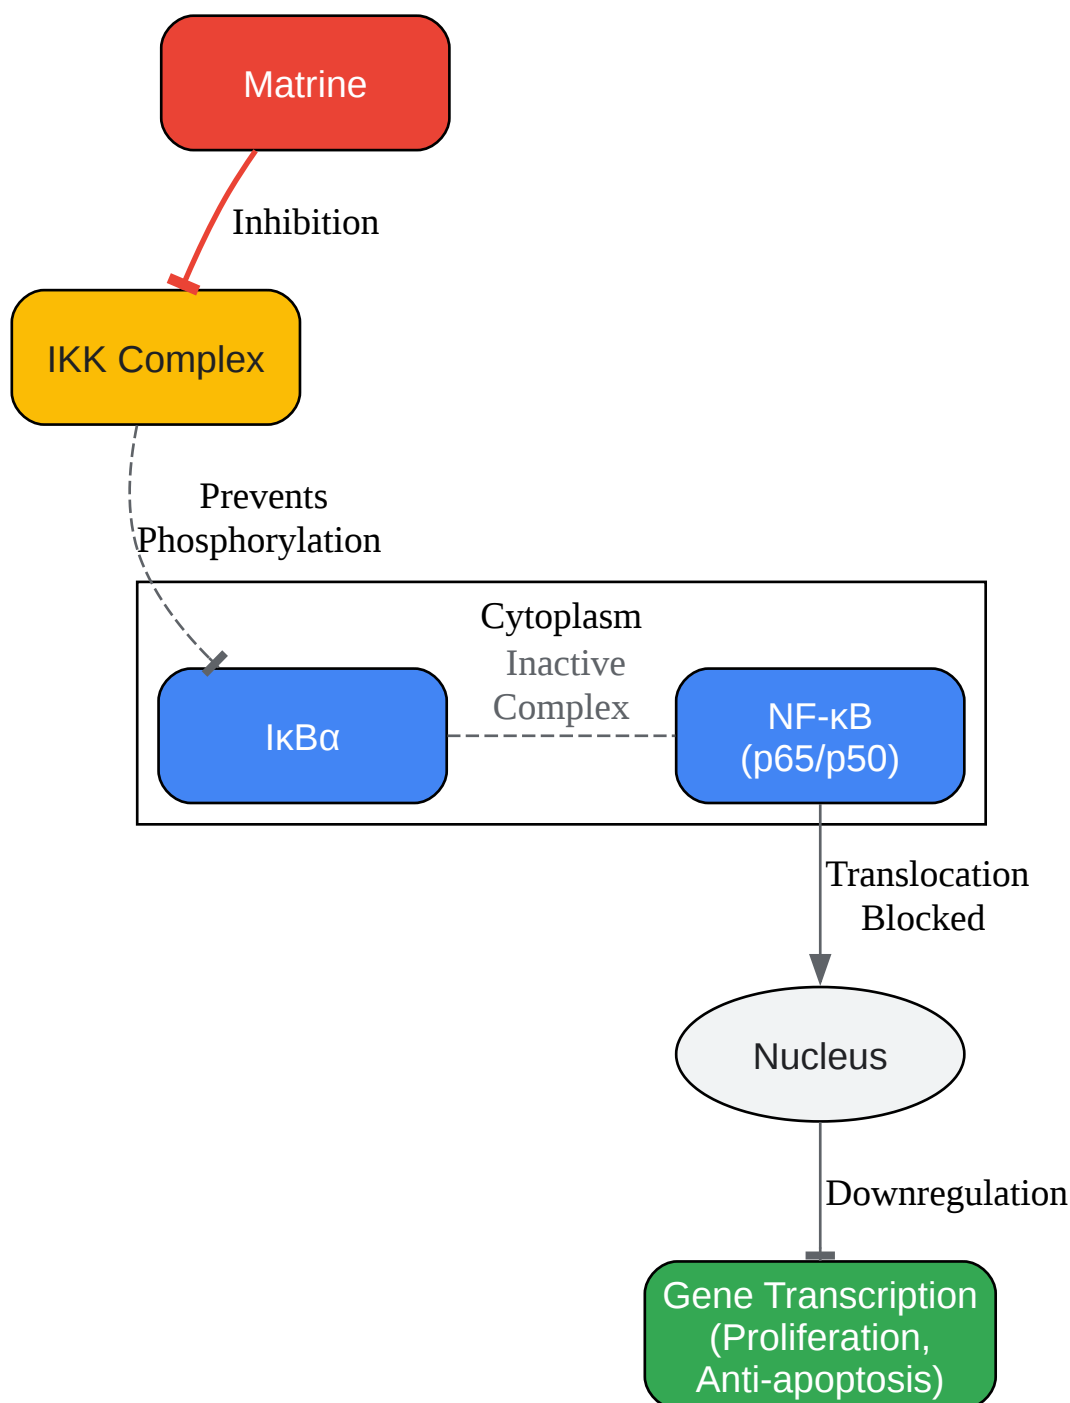 Matrine
Inhibition
IKK Complex
Prevents
Phosphorylation
Cytoplasm
Inactive
Complex
IκBα
NF-κB
(p65/p50)
Translocation
Blocked
Nucleus
Downregulation
Gene Transcription
(Proliferation,
Anti-apoptosis)